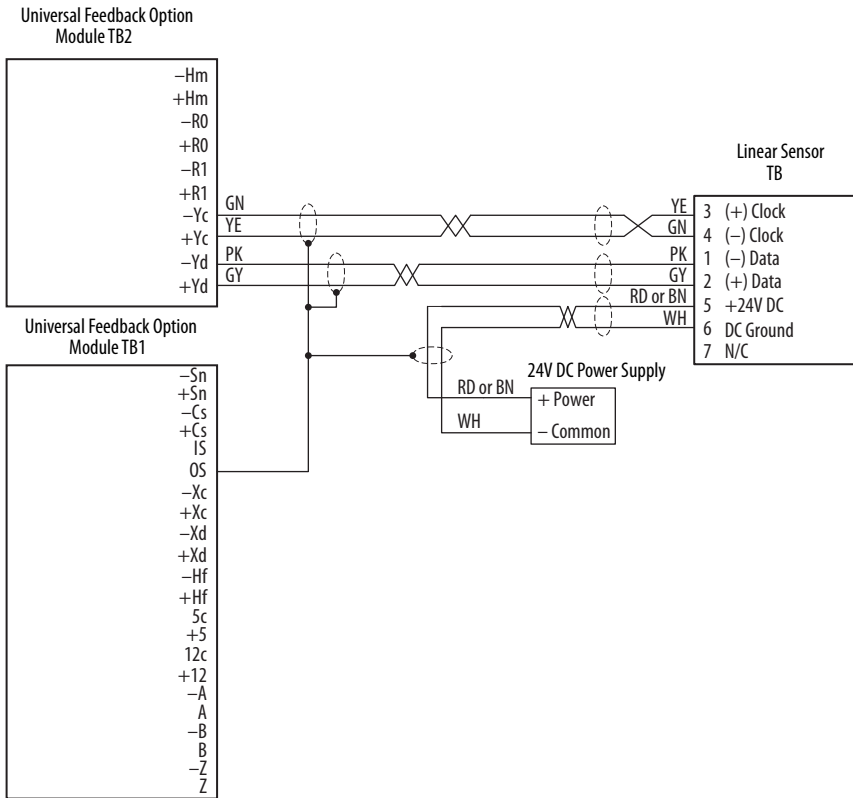 Universal Feedback Option
Module TB2
−Hm
+Hm
−R0
+R0
−R1
+R1
−Yc
+Yc
−Yd
+Yd
GN
YE
PK
GY
Linear Sensor
TB
YE
GN
PK
GY
RD or BN
WH
3 (+) Clock
4 (−) Clock
1 (−) Data
2 (+) Data
5 +24V DC
6 DC Ground
7 N/C
24V DC Power Supply
RD or BN
WH
+ Power
− Common
Universal Feedback Option
Module TB1
−Sn
+Sn
−Cs
+Cs
IS
OS
−Xc
+Xc
−Xd
+Xd
−Hf
+Hf
5c
+5
12c
+12
−A
A
−B
B
−Z
Z